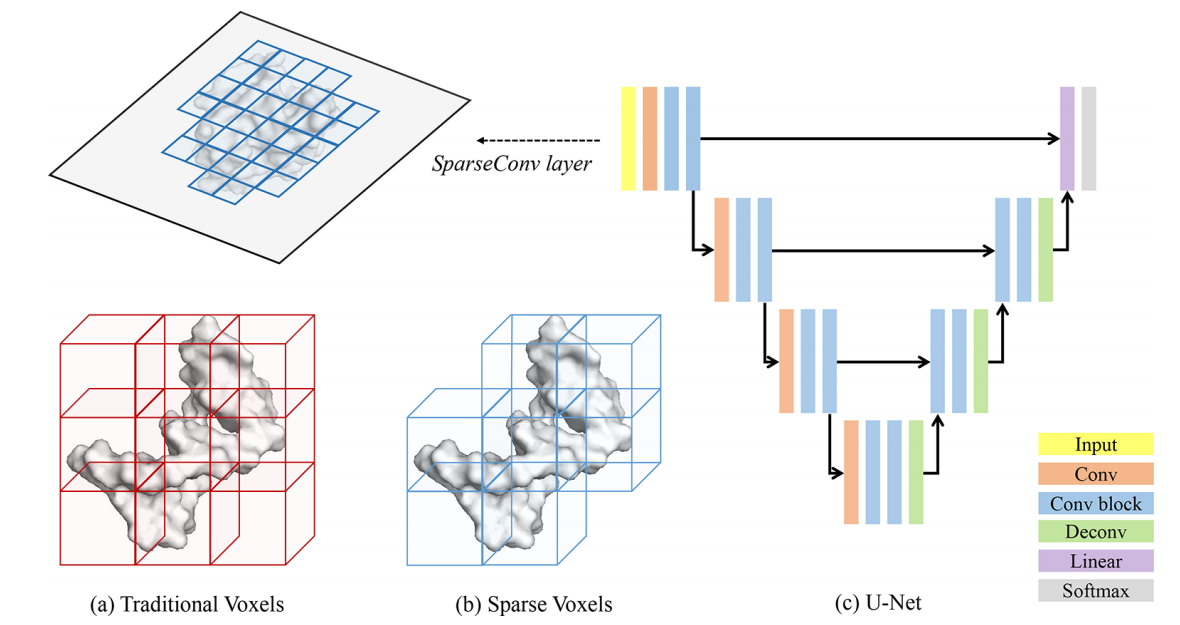 SparseConv layer
Input
Conv
Conv block
Deconv
Linear
Softmax
(a) Traditional Voxels
(b) Sparse Voxels
(c) U-Net